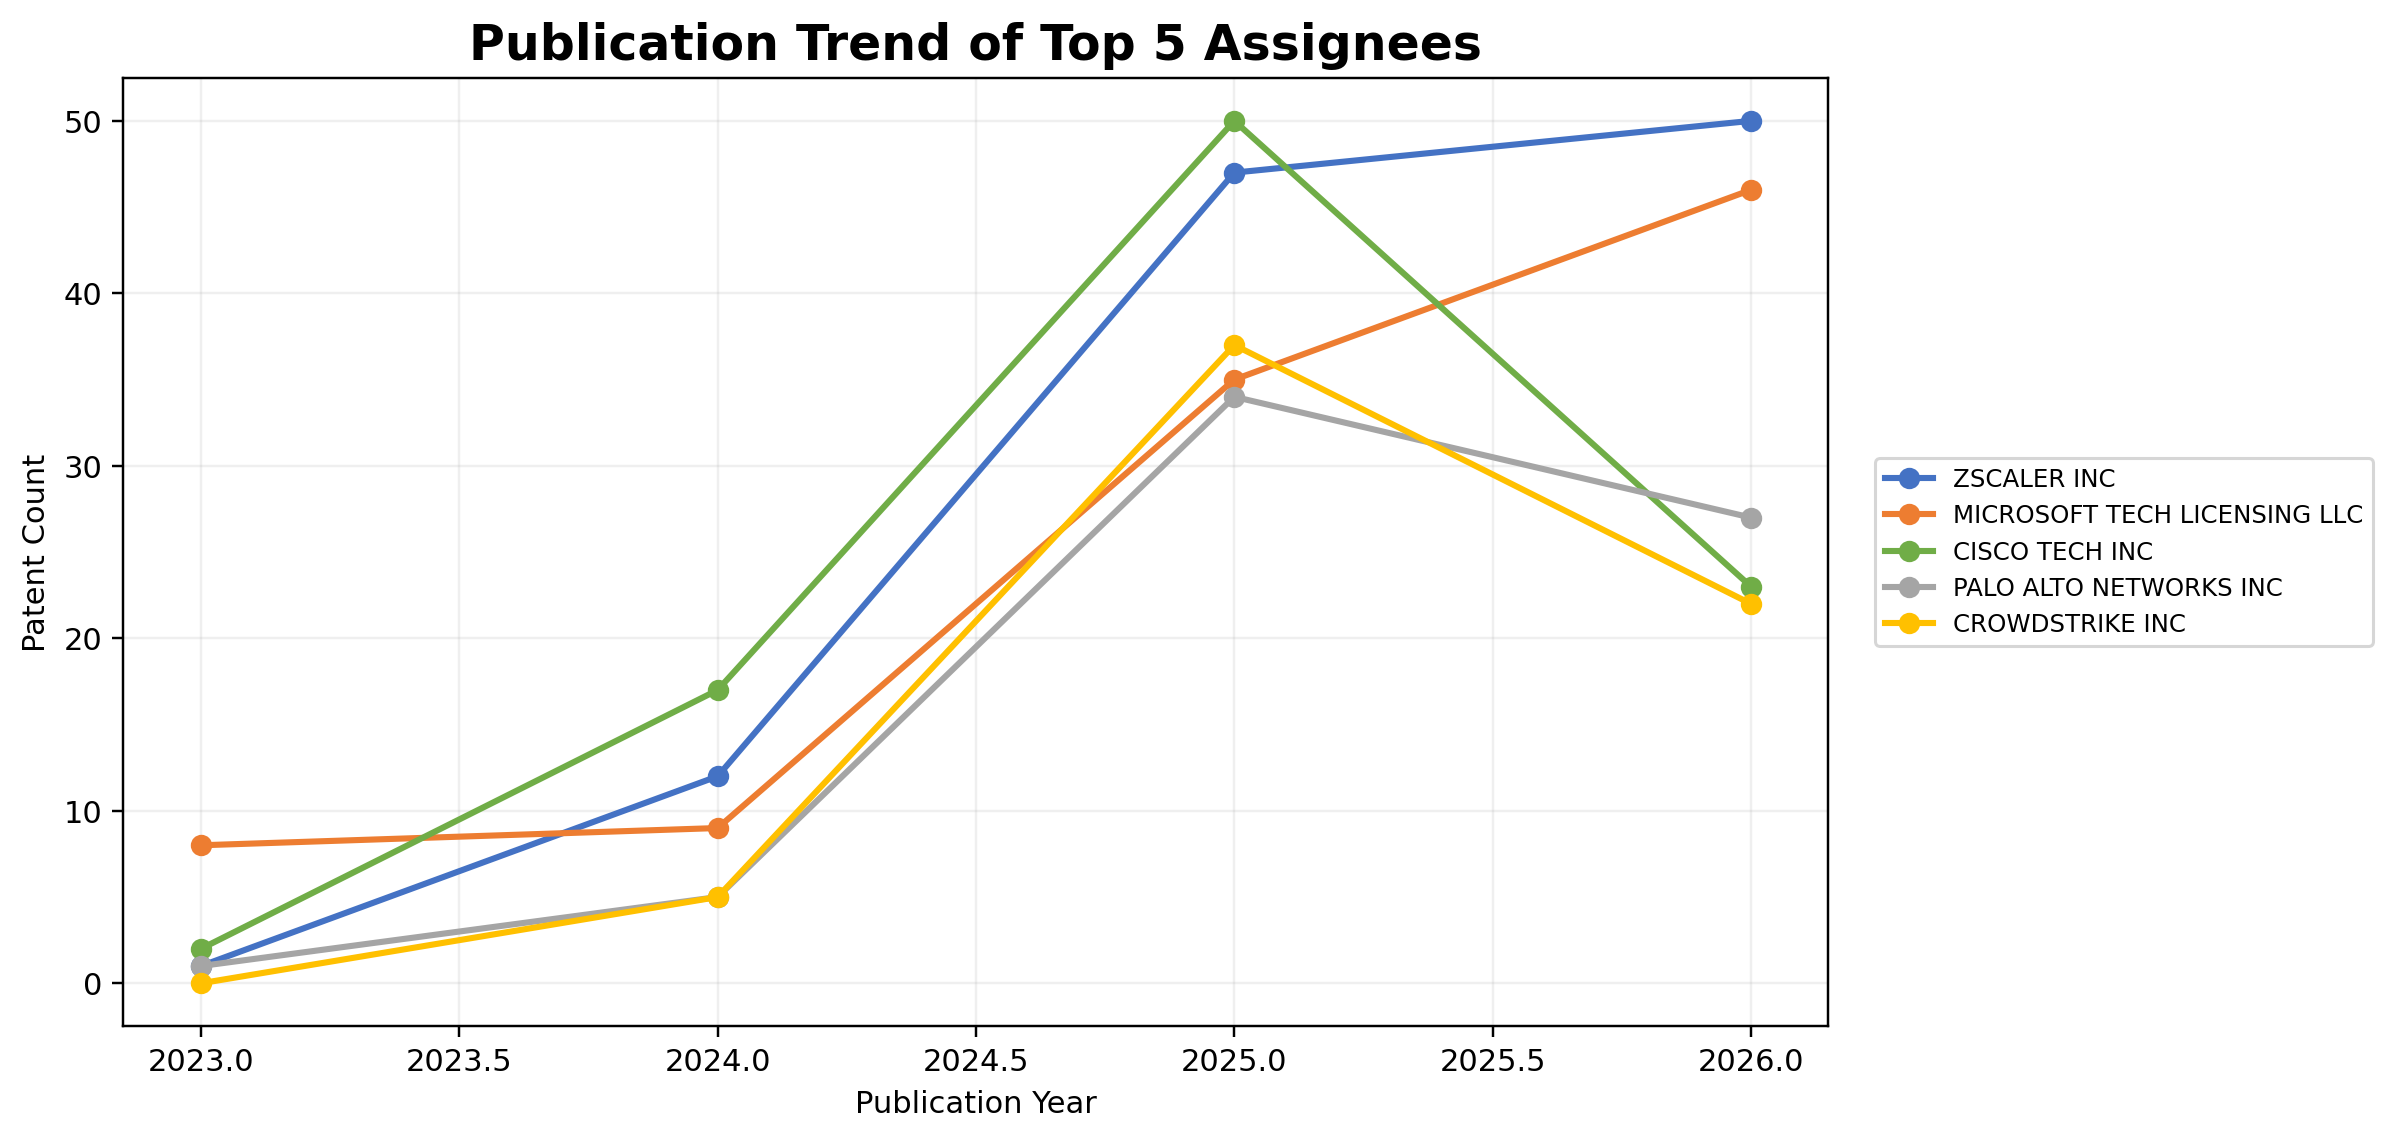 Publication Trend of Top 5 Assignees
Patent Count
50
40
30
20
10
0
2023.0 2023.5 2024.0 2024.5 2025.0 2025.5 2026.0
Publication Year
ZSCALER INC
MICROSOFT TECH LICENSING LLC
CISCO TECH INC
PALO ALTO NETWORKS INC
CROWDSTRIKE INC